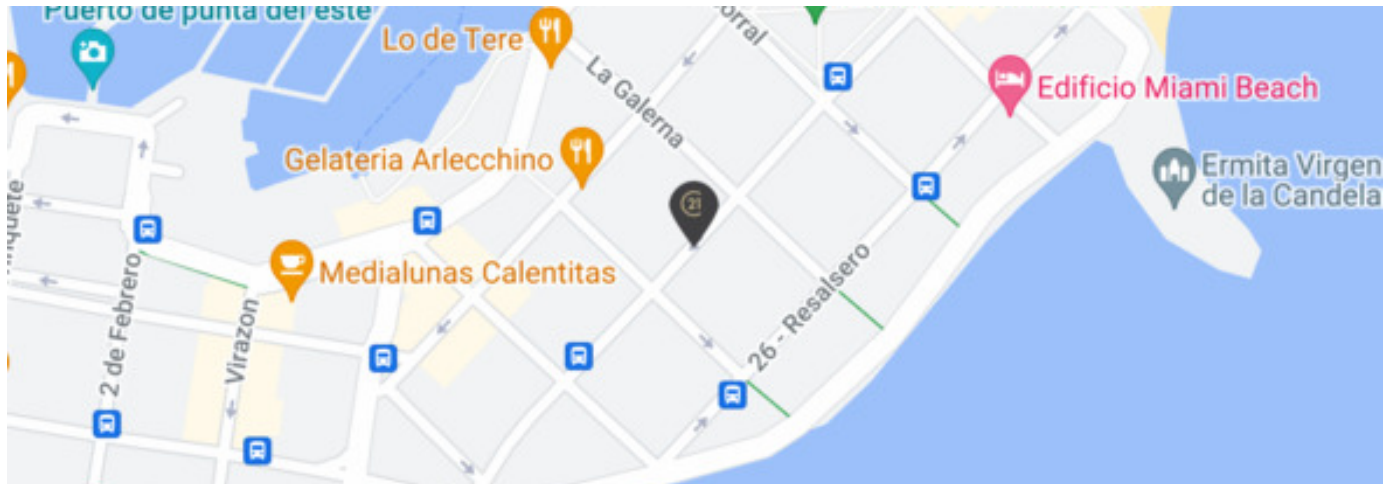 Puerto de punta del este
Lo de Tere
La Galerna
Edificio Miami Beach
Gelateria Arlecchino
Ermita Virgen
de la Candela
21
Medialunas Calentitas
26 - Resalsero
2 de Febrero
Virazon